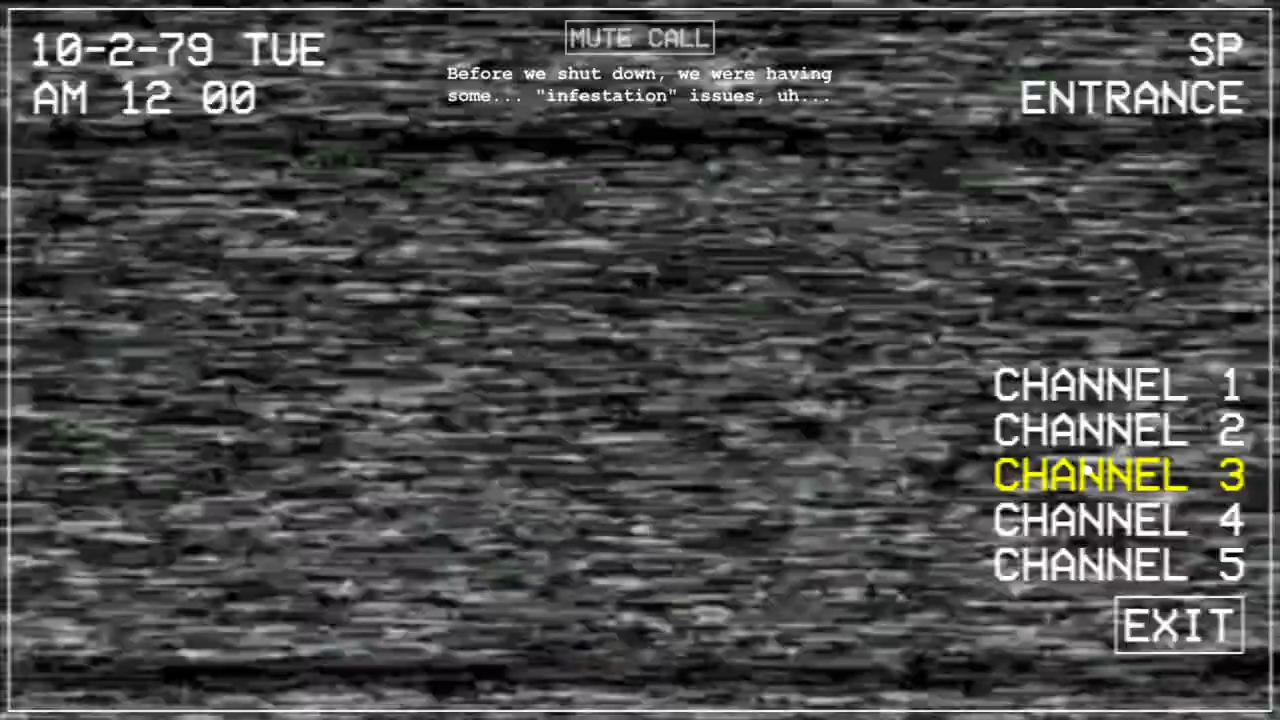 10-2-79 TUE
AM 12 00
MUTE CALL
Before we shut down, we were having
some... "infestation" issues, uh...
SP
ENTRANCE
CHANNEL 1
CHANNEL 2
CHANNEL 3
CHANNEL 4
CHANNEL 5
EXIT